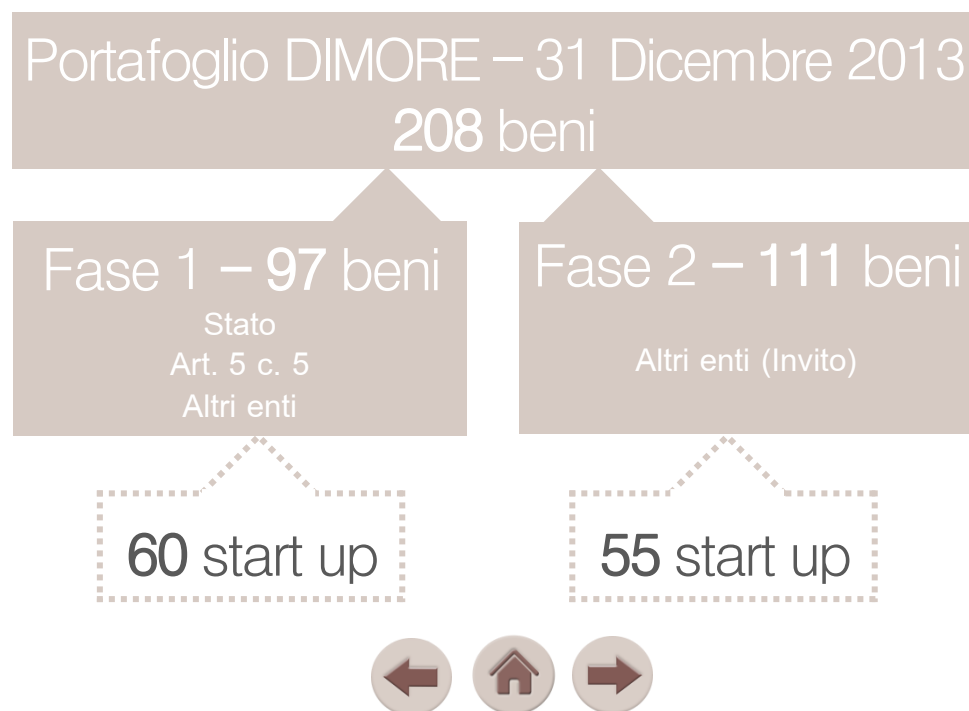 Portafoglio DIMORE – 31 Dicembre 2013
208 beni
Fase 1 – 97 beni
Stato
Art. 5 c. 5
Altri enti
Fase 2 – 111 beni
Altri enti (Invito)
60 start up
55 start up